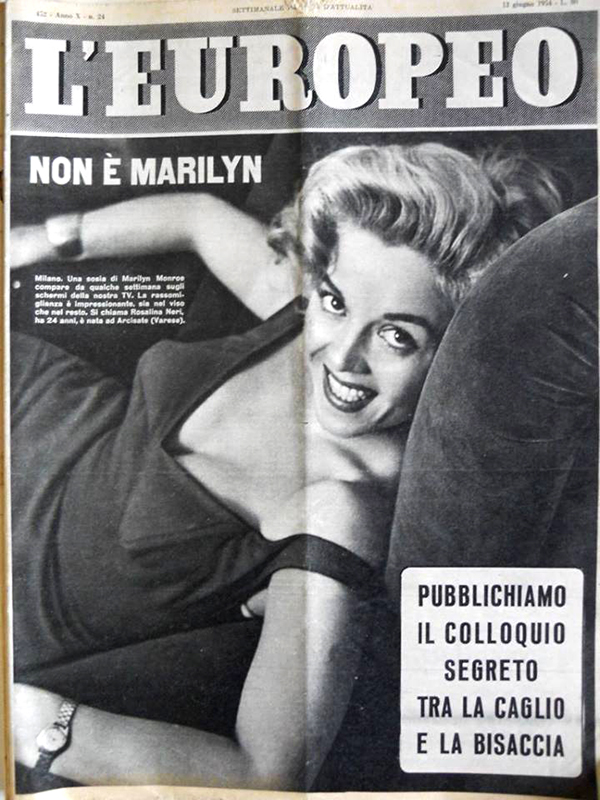 SETTIMANALE D'ATTUALITÀ
452 - Anno X - n. 24
13 giugno 1954 - L. 80
L'EUROPEO
NON È MARILYN
Milano. Una sosia di Marilyn Monroe
compare da qualche settimana sugli
schermi della nostra TV. La rassomi-
glianza è impressionante, sia nel viso
che nel resto. Si chiama Rosalina Neri,
ha 24 anni, è nata ad Arcisate (Varese).
PUBBLICHIAMO
IL COLLOQUIO
SEGRETO
TRA LA CAGLIO
E LA BISACCIA